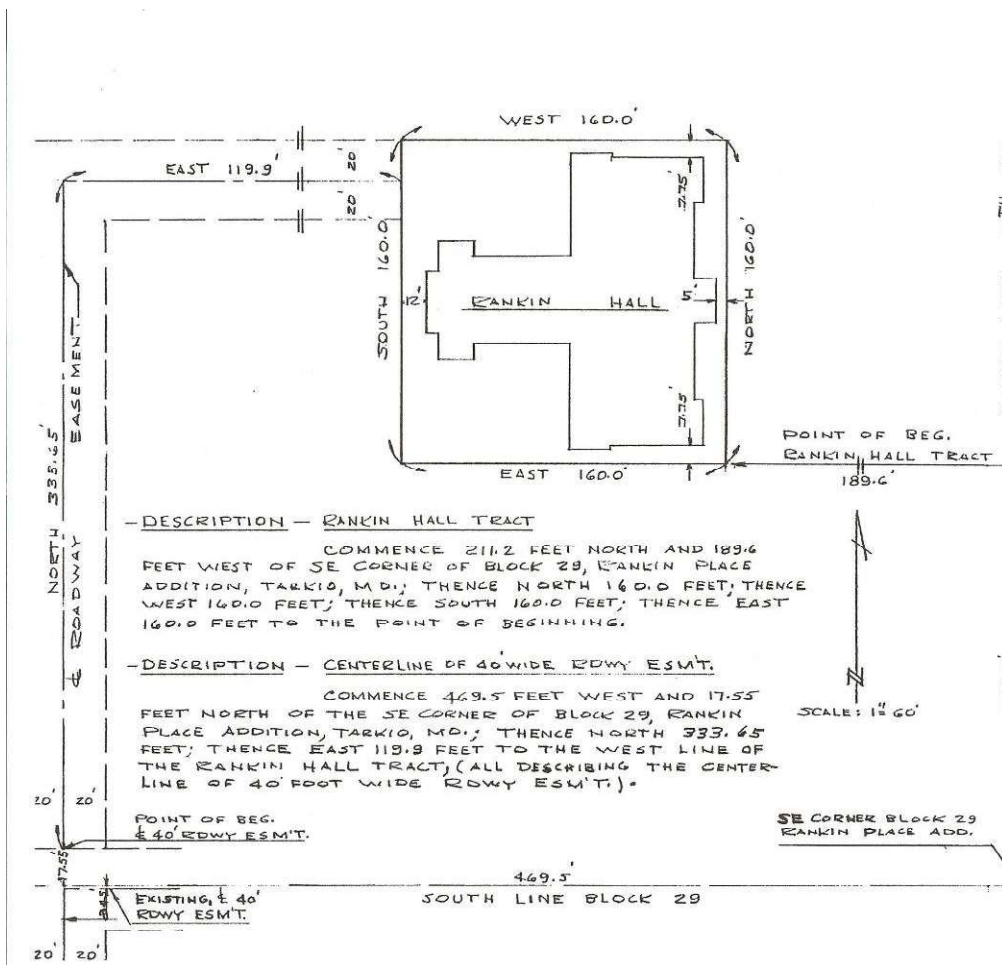 WEST 160.0'
EAST 119.9'
20'
20'
SOUTH 160.0'
NORTH 160.0'
7.75'
12'
RANKIN HALL
5'
7.75'
EAST 160.0'
POINT OF BEG.
RANKIN HALL TRACT
189.6'
NORTH 333.65'
℄ ROADWAY EASEMENT
- DESCRIPTION - RANKIN HALL TRACT
COMMENCE 211.2 FEET NORTH AND 189.6
FEET WEST OF SE CORNER OF BLOCK 29, RANKIN PLACE
ADDITION, TARKIO, MO.; THENCE NORTH 160.0 FEET; THENCE
WEST 160.0 FEET; THENCE SOUTH 160.0 FEET; THENCE EAST
160.0 FEET TO THE POINT OF BEGINNING.
- DESCRIPTION - CENTERLINE OF 40' WIDE RDWY ESM'T.
COMMENCE 469.5 FEET WEST AND 17.55
FEET NORTH OF THE SE CORNER OF BLOCK 29, RANKIN
PLACE ADDITION, TARKIO, MO.; THENCE NORTH 333.65
FEET; THENCE EAST 119.9 FEET TO THE WEST LINE OF
THE RANKIN HALL TRACT, (ALL DESCRIBING THE CENTER-
LINE OF 40 FOOT WIDE RDWY ESM'T.).
SCALE: 1" 60'
20' 20'
POINT OF BEG.
℄ 40' RDWY ESM'T.
SE CORNER BLOCK 29
RANKIN PLACE ADD.
17.55'
469.5'
SOUTH LINE BLOCK 29
EXISTING ℄ 40'
RDWY ESM'T.
20' 20'